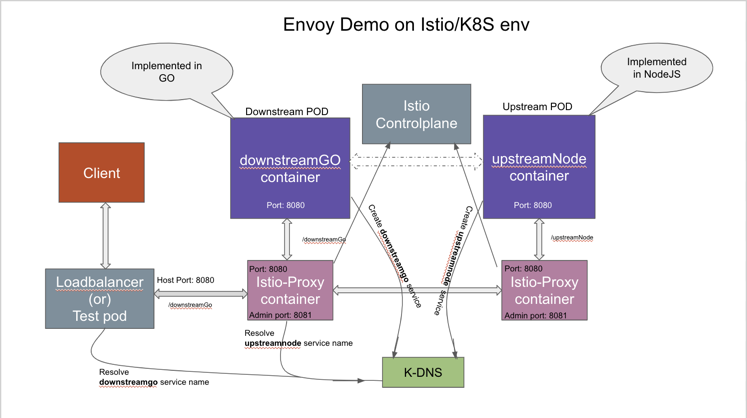 Envoy Demo on Istio/K8S env
Implemented in
GO
Implemented
in NodeJS
Downstream POD
Istio
Controlplane
Upstream POD
Client
downstreamGO
container
Port: 8080
upstreamNode
container
Port: 8080
/downstreamGo
Create downstreamgo service
Create upstreamnode service
/upstreamNode
Loadbalancer
(or)
Test pod
Host Port: 8080
/downstreamGo
Port: 8080
Istio-Proxy
container
Admin port: 8081
Port: 8080
Istio-Proxy
container
Admin port: 8081
Resolve
upstreamnode service name
Resolve
downstreamgo service name
K-DNS